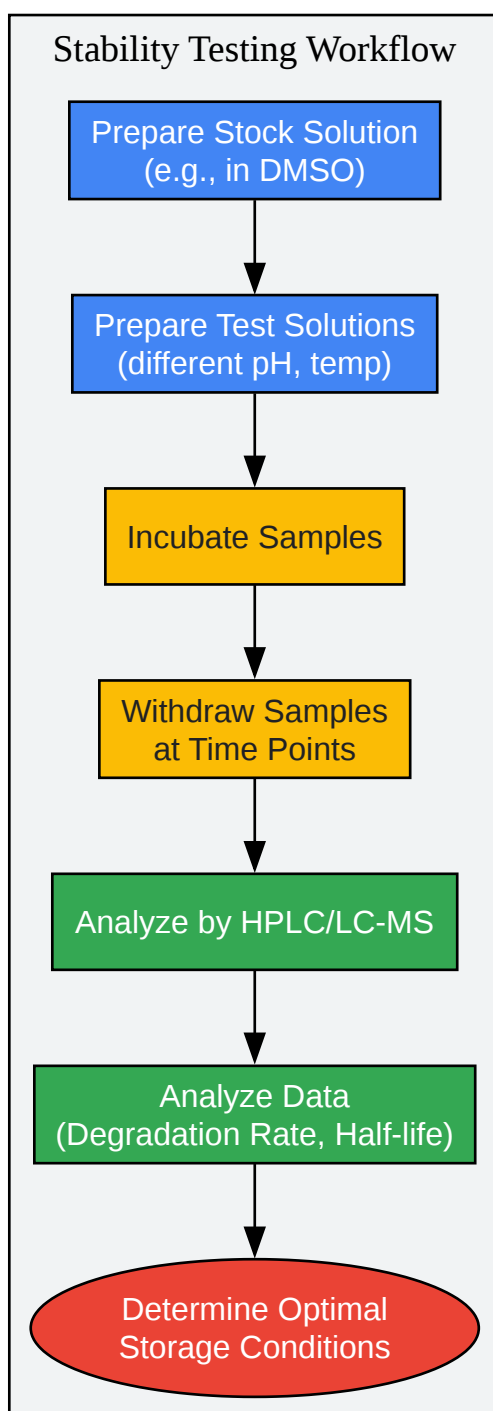 Stability Testing Workflow
Prepare Stock Solution
(e.g., in DMSO)
Prepare Test Solutions
(different pH, temp)
Incubate Samples
Withdraw Samples
at Time Points
Analyze by HPLC/LC-MS
Analyze Data
(Degradation Rate, Half-life)
Determine Optimal
Storage Conditions